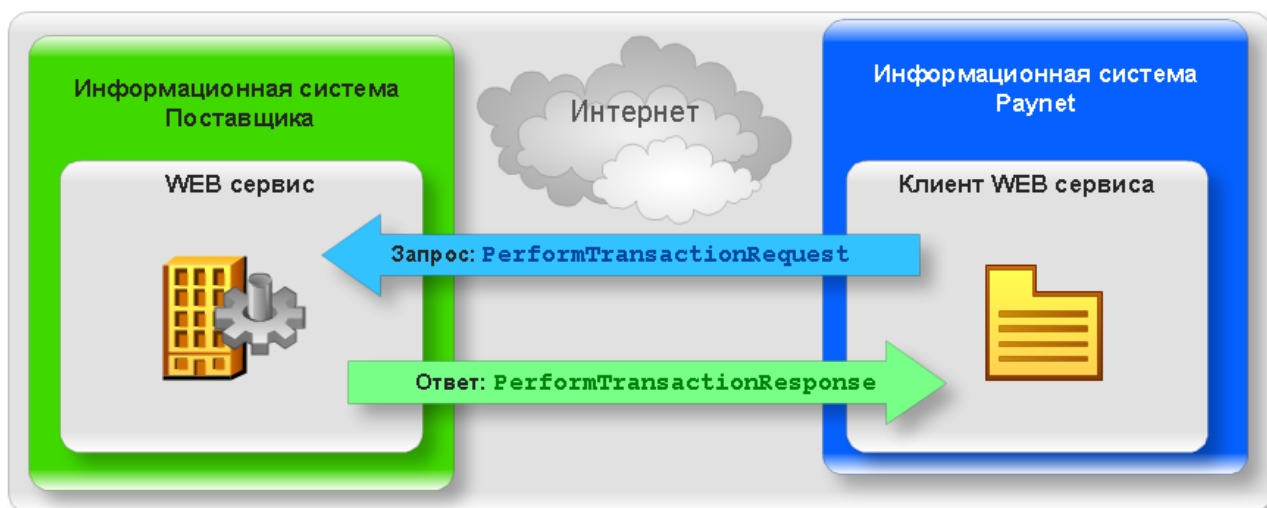 Информационная система
Поставщика
WEB сервис
Интернет
Информационная система
Paynet
Клиент WEB сервиса
Запрос: PerformTransactionRequest
Ответ: PerformTransactionResponse